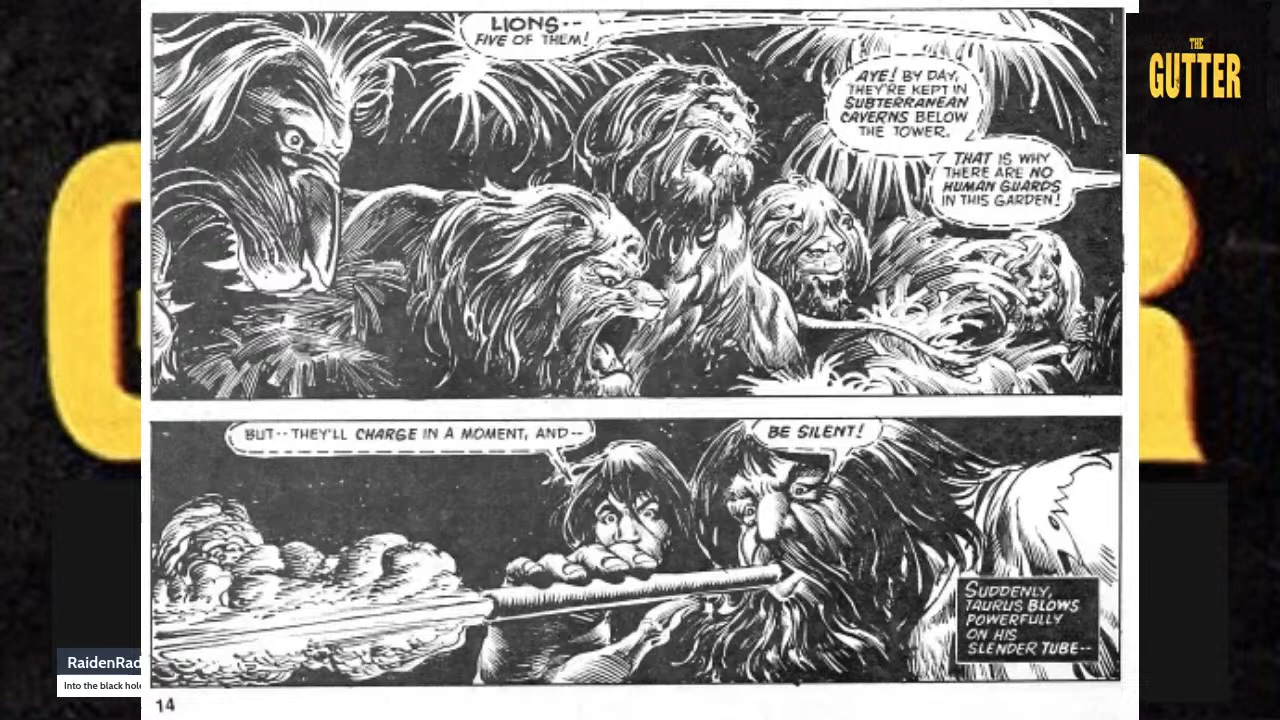 LIONS--
FIVE OF THEM!
AYE! BY DAY,
THEY'RE KEPT IN
SUBTERRANEAN
CAVERNS BELOW
THE TOWER.
THAT IS WHY
THERE ARE NO
HUMAN GUARDS
IN THIS GARDEN!
THE
GUTTER
BUT--THEY'LL CHARGE IN A MOMENT, AND--
BE SILENT!
SUDDENLY,
TAURUS BLOWS
POWERFULLY
ON HIS
SLENDER TUBE--
RaidenRad
Into the black hol
14